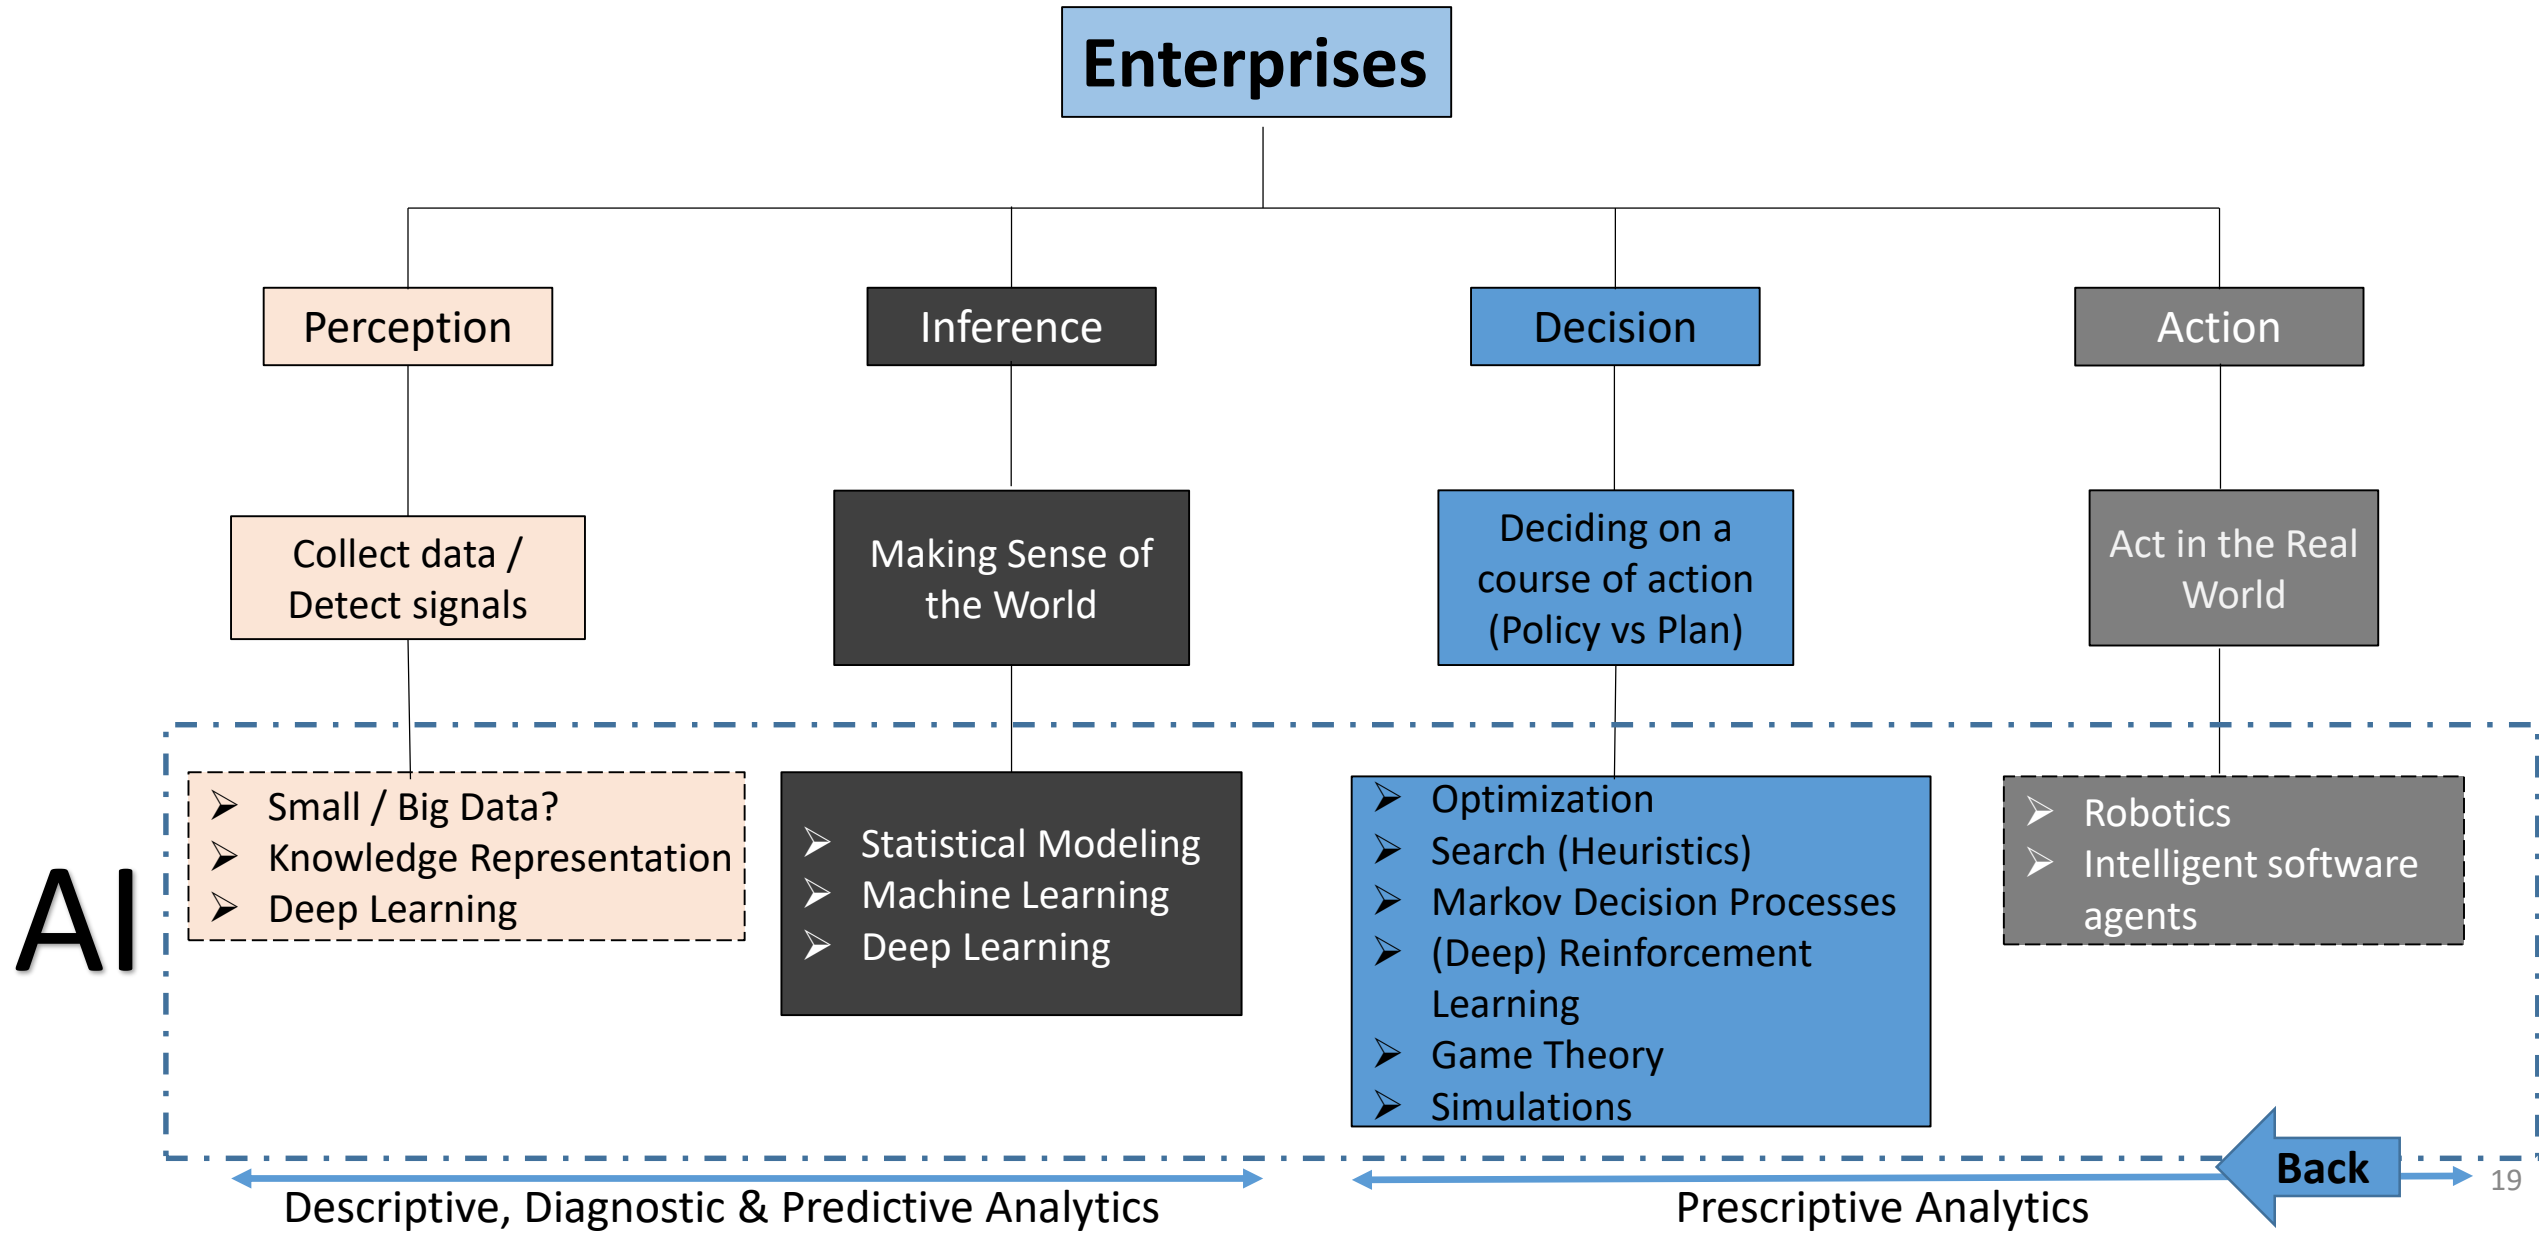 Enterprises
Perception
Inference
Decision
Action
Collect data /
Detect signals
Making Sense of
the World
Deciding on a
course of action
(Policy vs Plan)
Act in the Real
World
AI
➢ Small / Big Data?
➢ Knowledge Representation
➢ Deep Learning
➢ Statistical Modeling
➢ Machine Learning
➢ Deep Learning
➢ Optimization
➢ Search (Heuristics)
➢ Markov Decision Processes
➢ (Deep) Reinforcement
Learning
➢ Game Theory
➢ Simulations
➢ Robotics
➢ Intelligent software
agents
Descriptive, Diagnostic & Predictive Analytics
Prescriptive Analytics
Back
19